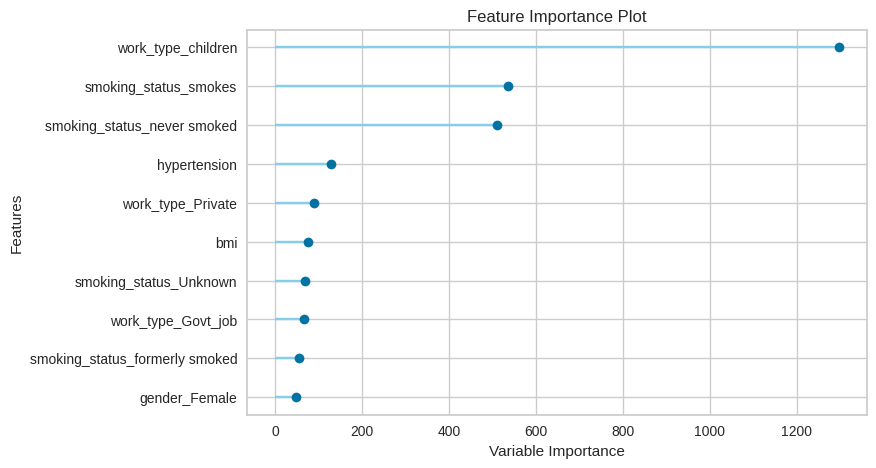 Feature Importance Plot
work_type_children
smoking_status_smokes
smoking_status_never smoked
hypertension
work_type_Private
bmi
smoking_status_Unknown
work_type_Govt_job
smoking_status_formerly smoked
gender_Female
Features
0 200 400 600 800 1000 1200
Variable Importance